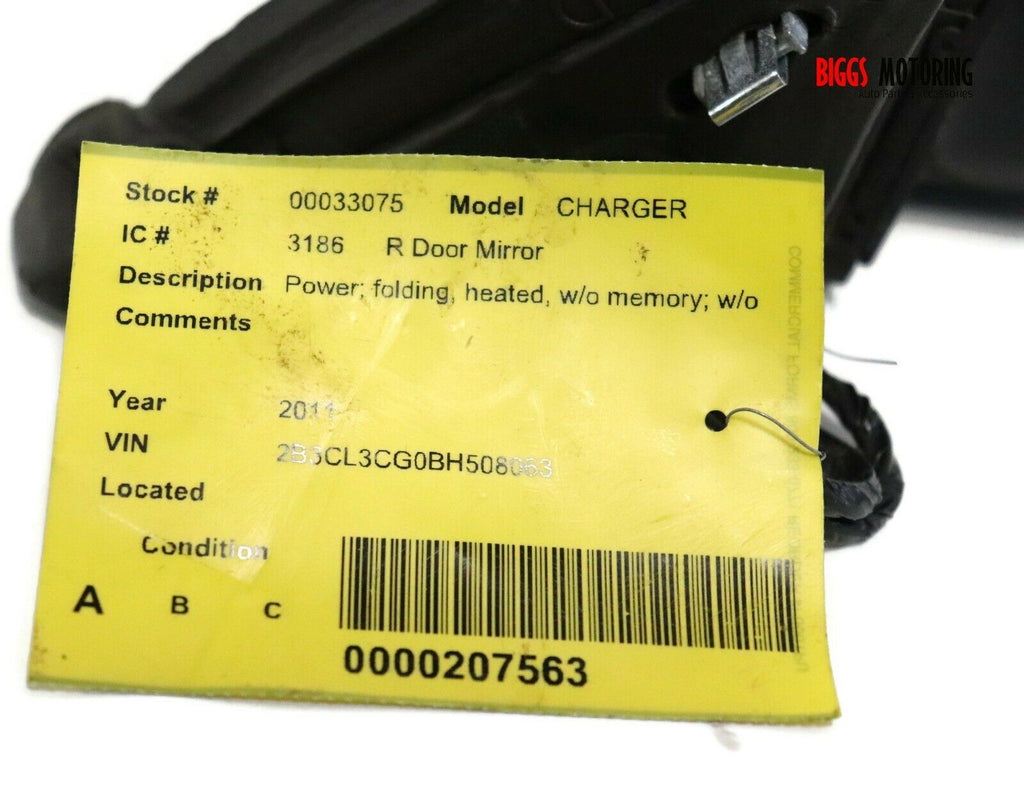 BIGGS MOTORING
Stock # 00033075 Model CHARGER
IC # 3186 R Door Mirror
Description Power; folding, heated, w/o memory; w/o
Comments
Year 2011
VIN 2B3CL3CG0BH508063
Located
Condition
A B C
0000207563